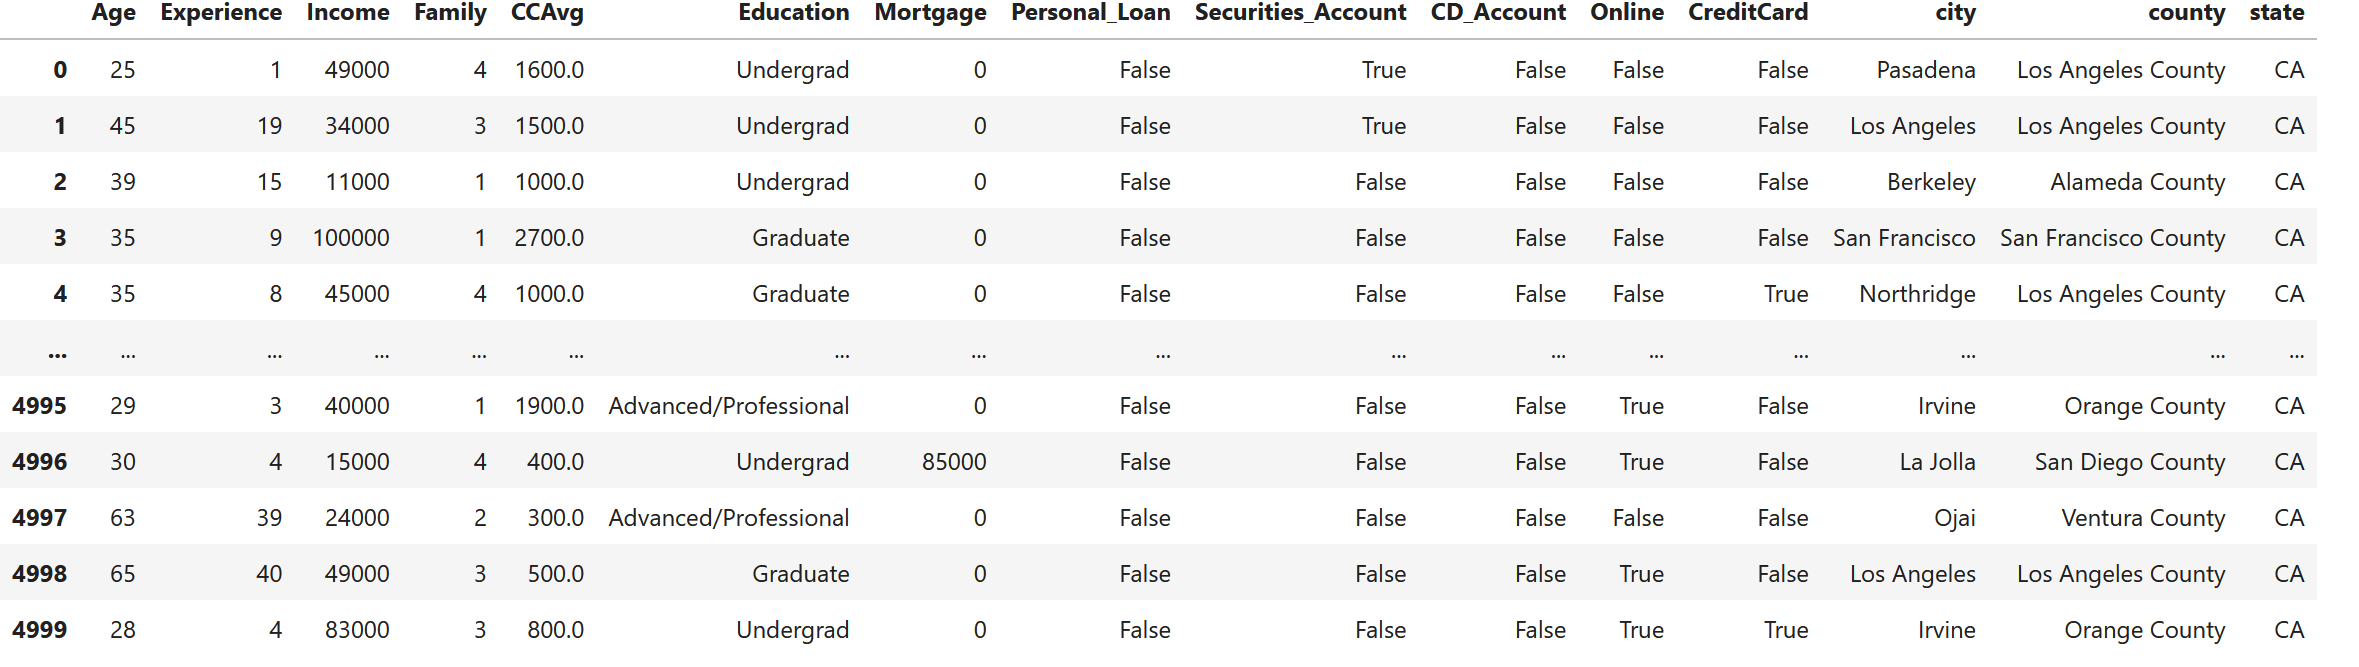 Age Experience Income Family CCAvg Education Mortgage Personal_Loan Securities_Account CD_Account Online CreditCard city county state
0 25 1 49000 4 1600.0 Undergrad 0 False True False False False Pasadena Los Angeles County CA
1 45 19 34000 3 1500.0 Undergrad 0 False True False False False Los Angeles Los Angeles County CA
2 39 15 11000 1 1000.0 Undergrad 0 False False False False False Berkeley Alameda County CA
3 35 9 100000 1 2700.0 Graduate 0 False False False False False San Francisco San Francisco County CA
4 35 8 45000 4 1000.0 Graduate 0 False False False False True Northridge Los Angeles County CA
... ... ... ... ... ... ... ... ... ... ... ... ... ... ... ...
4995 29 3 40000 1 1900.0 Advanced/Professional 0 False False False True False Irvine Orange County CA
4996 30 4 15000 4 400.0 Undergrad 85000 False False False True False La Jolla San Diego County CA
4997 63 39 24000 2 300.0 Advanced/Professional 0 False False False False False Ojai Ventura County CA
4998 65 40 49000 3 500.0 Graduate 0 False False False True False Los Angeles Los Angeles County CA
4999 28 4 83000 3 800.0 Undergrad 0 False False False True True Irvine Orange County CA